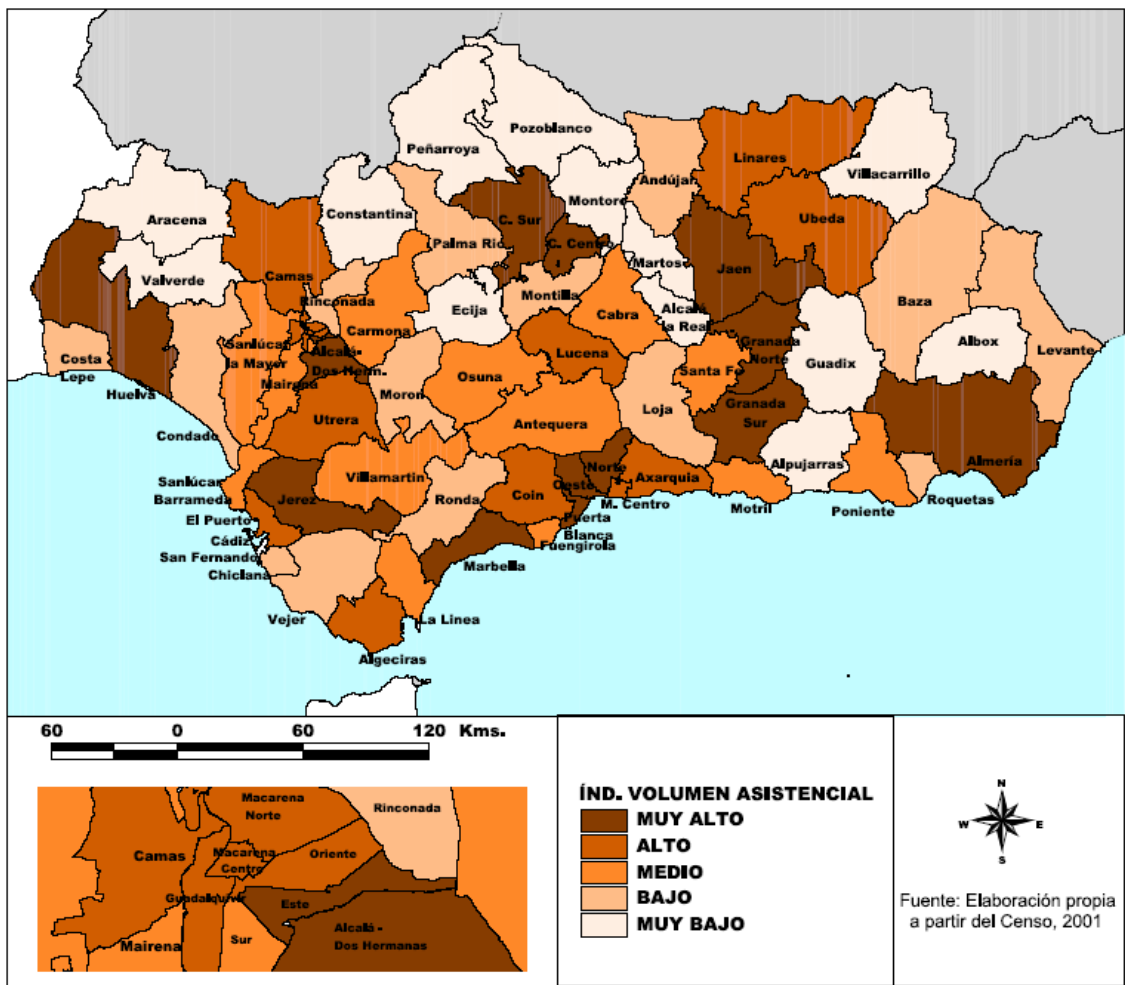 Pozoblanco
Peñarroya
Linares
Villacarrillo
Andújar
Montoro
Constantina
Aracena
C. Sur
Ubeda
Palma Rio
C. Centro
Martos
Jaen
Valverde
Camas
Rinconada
Montilla
Baza
Ecija
Cabra
Alcalá
la Real
Carmona
Granada
Norte
Albox
Sanlúcar
la Mayor
Alcalá-
Dos Herm.
Lucena
Costa
Lepe
Levante
Santa Fe
Guadix
Osuna
Mairena
Huelva
Moron
Loja
Granada
Sur
Utrera
Antequera
Condado
Alpujarras
Almería
Norte
Villamartin
Sanlúcar
Barrameda
Jerez
Ronda
Coin
Oeste
Axarquia
M. Centro
Motril
Poniente
Roquetas
El Puerto
Puerta
Blanca
Cádiz
Fuengirola
San Fernando
Marbella
Chiclana
Vejer
La Linea
Algeciras
60 0 60 120 Kms.
Macarena
Norte
Rinconada
Camas
Macarena
Centro
Oriente
Guadalquivir
Este
Alcalá -
Dos Hermanas
Mairena
Sur
ÍND. VOLUMEN ASISTENCIAL
MUY ALTO
ALTO
MEDIO
BAJO
MUY BAJO
N
W E
S
Fuente: Elaboración propia
a partir del Censo, 2001